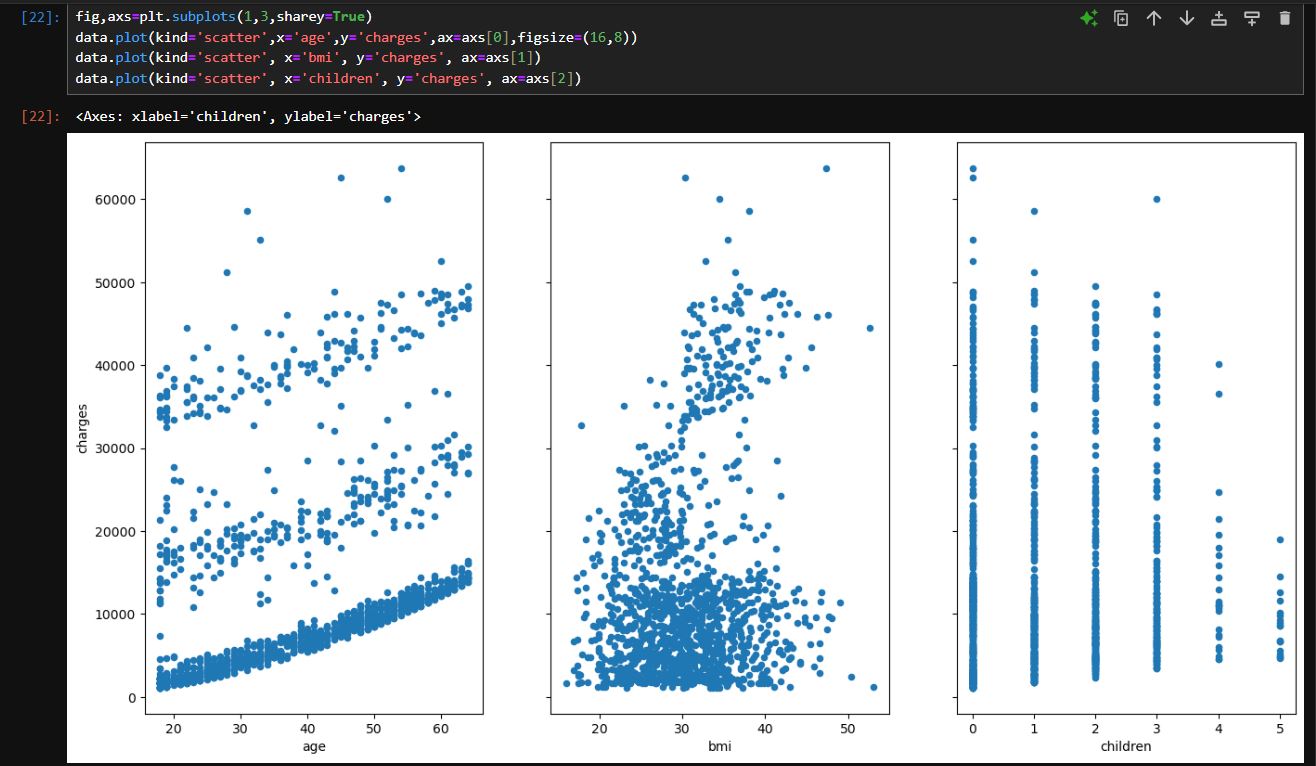 [22]: fig,axs=plt.subplots(1,3,sharey=True)
data.plot(kind='scatter',x='age',y='charges',ax=axs[0],figsize=(16,8))
data.plot(kind='scatter', x='bmi', y='charges', ax=axs[1])
data.plot(kind='scatter', x='children', y='charges', ax=axs[2])
[22]: <Axes: xlabel='children', ylabel='charges'>
60000
50000
40000
30000
20000
10000
0
charges
20 30 40 50 60
age
20 30 40 50
bmi
0 1 2 3 4 5
children